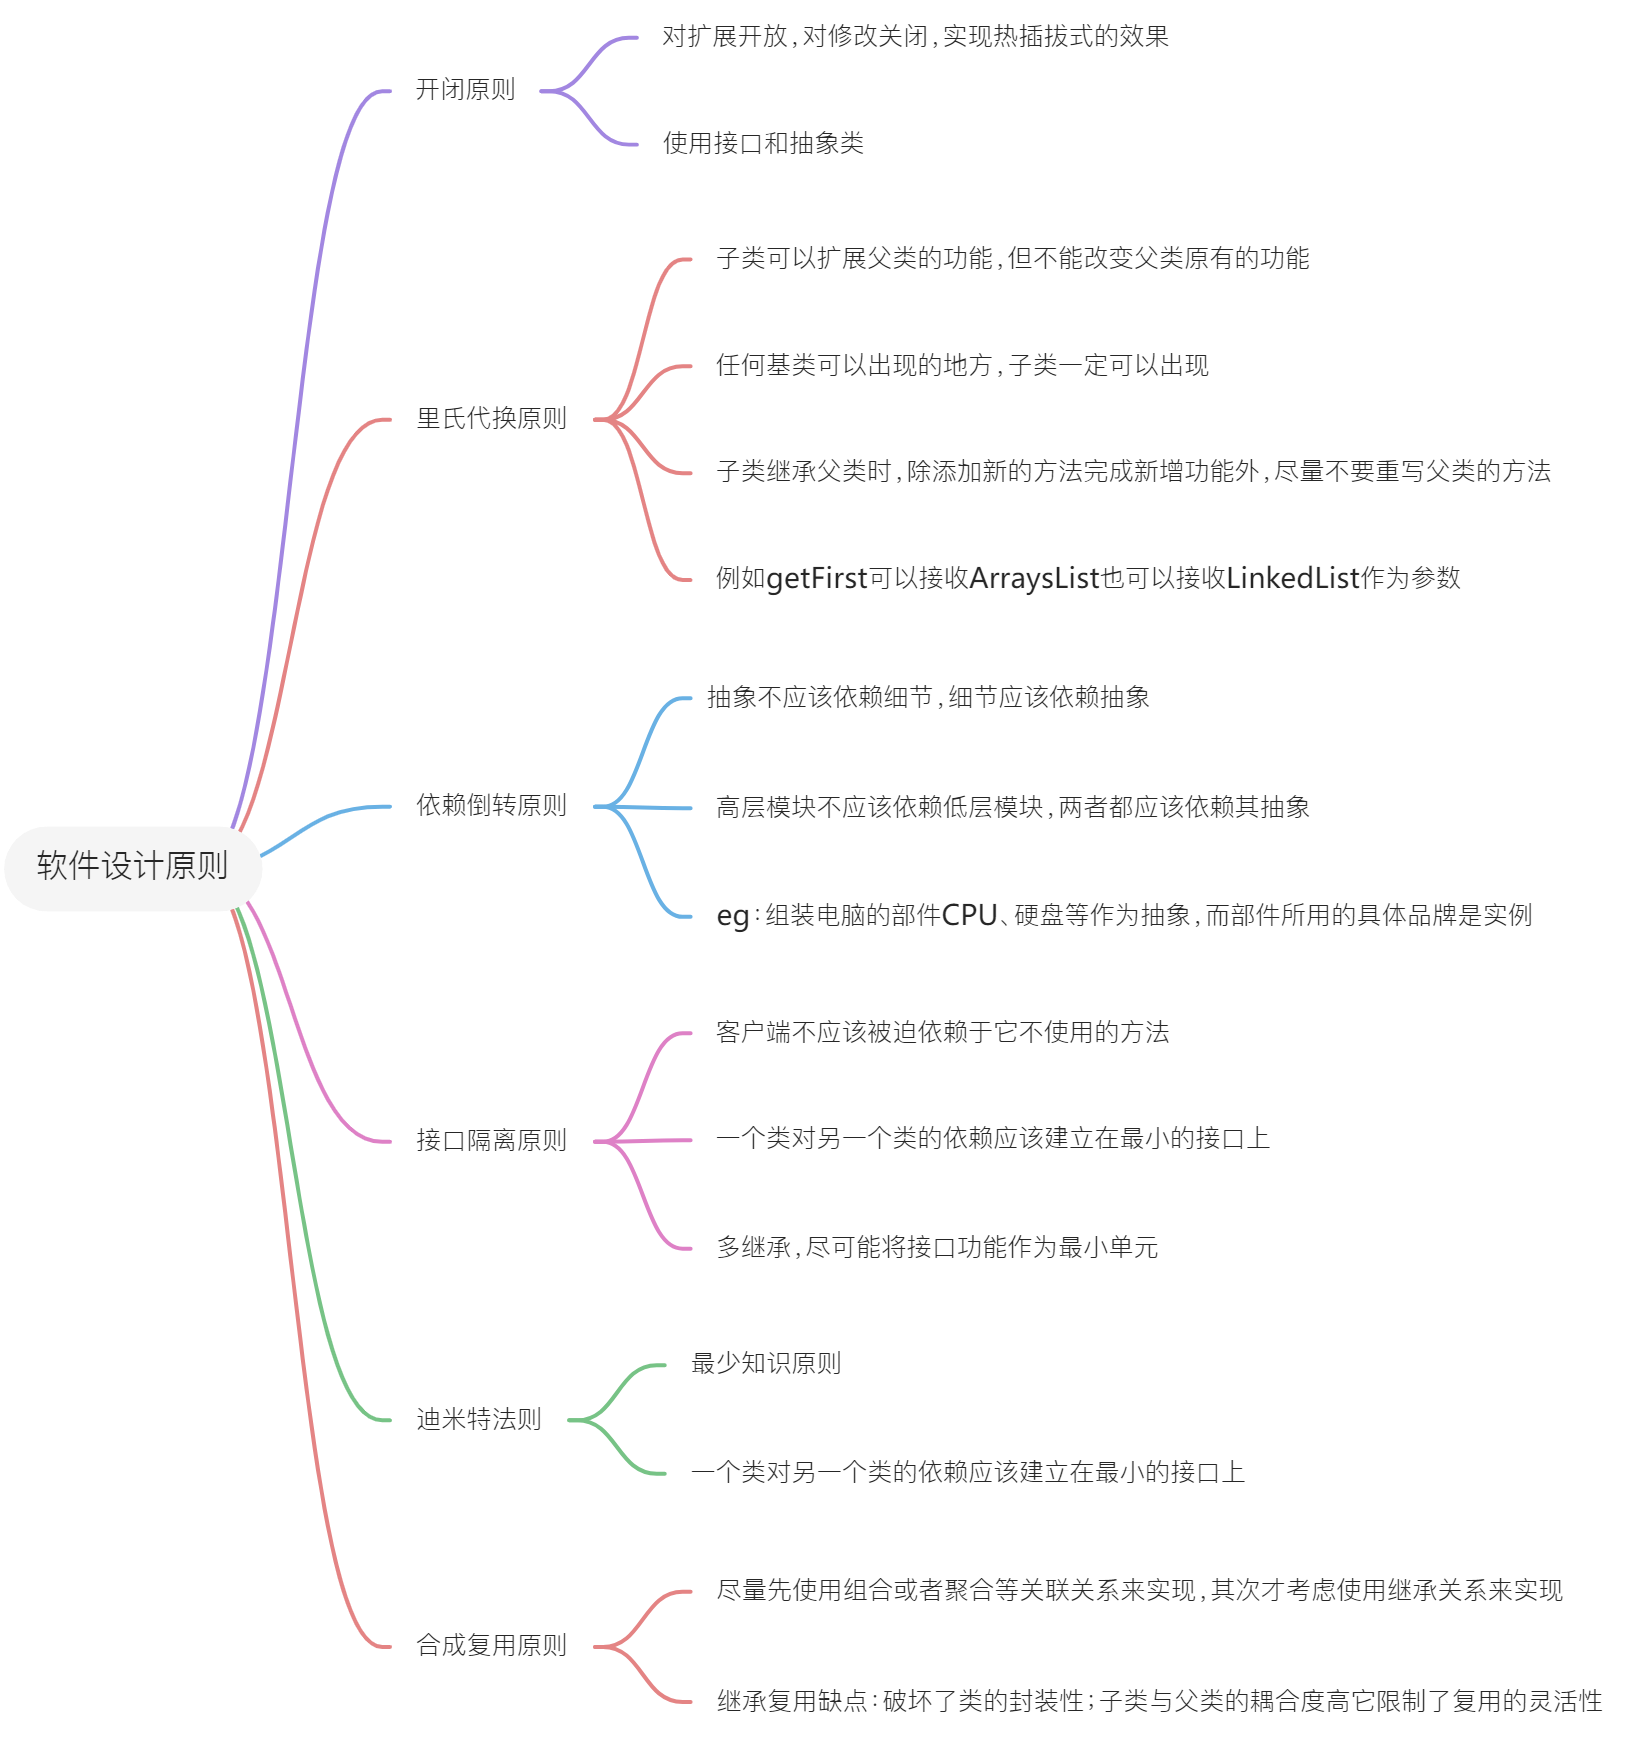 软件设计原则
开闭原则
对扩展开放,对修改关闭,实现热插拔式的效果
使用接口和抽象类
里氏代换原则
子类可以扩展父类的功能,但不能改变父类原有的功能
任何基类可以出现的地方,子类一定可以出现
子类继承父类时,除添加新的方法完成新增功能外,尽量不要重写父类的方法
例如getFirst可以接收ArraysList也可以接收LinkedList作为参数
依赖倒转原则
抽象不应该依赖细节,细节应该依赖抽象
高层模块不应该依赖低层模块,两者都应该依赖其抽象
eg:组装电脑的部件CPU、硬盘等作为抽象,而部件所用的具体品牌是实例
接口隔离原则
客户端不应该被迫依赖于它不使用的方法
一个类对另一个类的依赖应该建立在最小的接口上
多继承,尽可能将接口功能作为最小单元
迪米特法则
最少知识原则
一个类对另一个类的依赖应该建立在最小的接口上
合成复用原则
尽量先使用组合或者聚合等关联关系来实现,其次才考虑使用继承关系来实现
继承复用缺点:破坏了类的封装性;子类与父类的耦合度高它限制了复用的灵活性